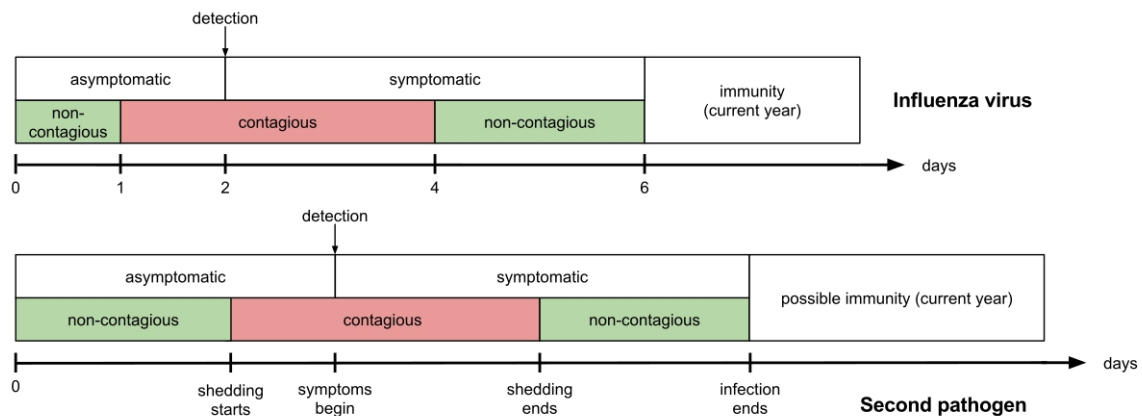 detection
asymptomatic
symptomatic
non-
contagious
contagious
non-contagious
immunity
(current year)
Influenza virus
0
1
2
4
6
days
detection
asymptomatic
symptomatic
non-contagious
contagious
non-contagious
possible immunity (current year)
0
days
shedding
starts
symptoms
begin
shedding
ends
infection
ends
Second pathogen